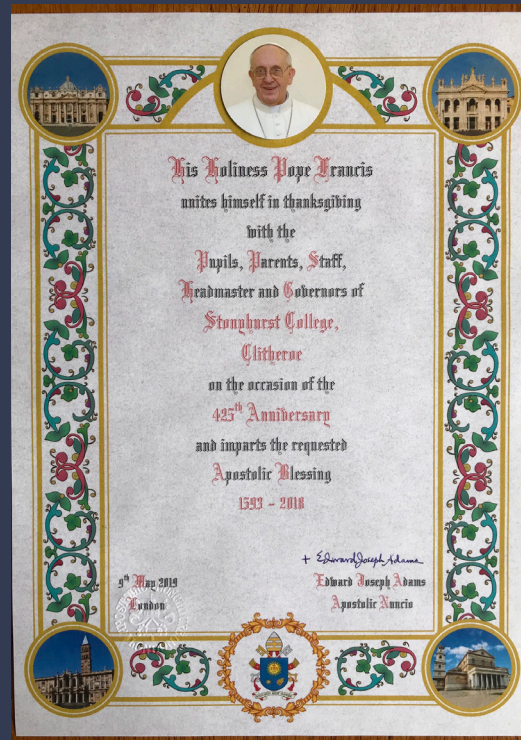 His Holiness Pope Francis
unites himself in thanksgiving
with the
Pupils, Parents, Staff,
Headmaster and Governors of
Stonyhurst College,
Clitheroe
on the occasion of the
425th Anniversary
and imparts the requested
Apostolic Blessing
1593 - 2018
+ Edward Joseph Adams
9th May 2019
London
Edward Joseph Adams
Apostolic Nuncio